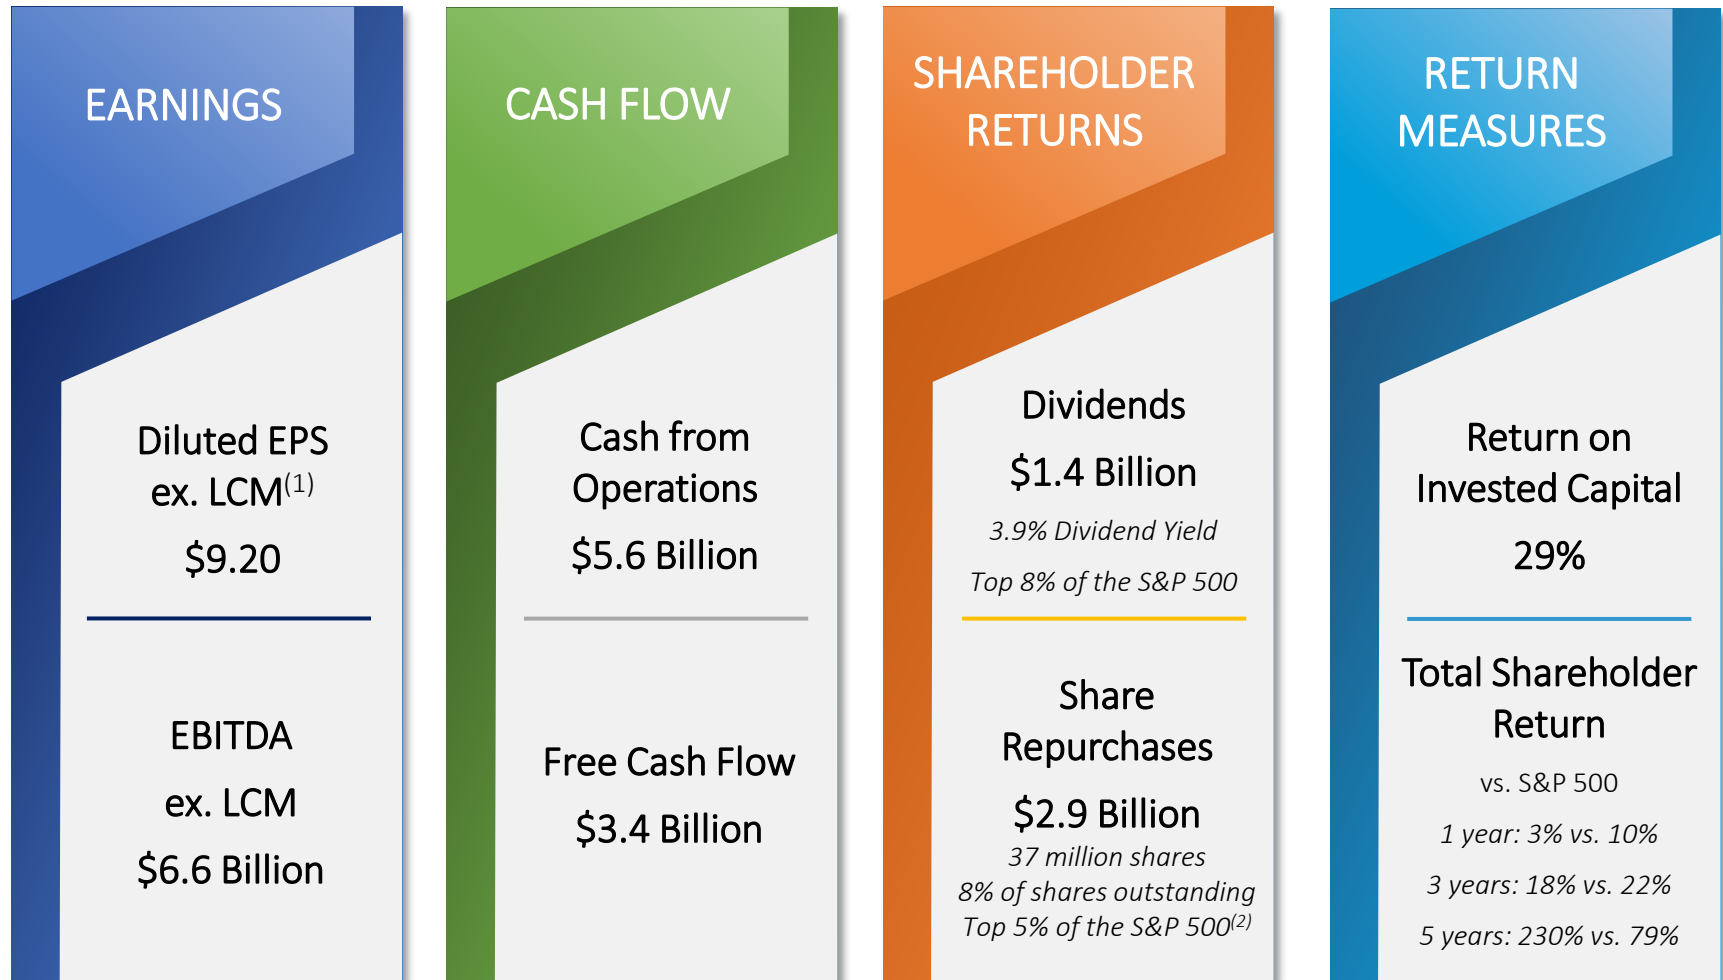 EARNINGS
Diluted EPS
ex. LCM(1)
$9.20
EBITDA
ex. LCM
$6.6 Billion
CASH FLOW
Cash from
Operations
$5.6 Billion
Free Cash Flow
$3.4 Billion
SHAREHOLDER
RETURNS
Dividends
$1.4 Billion
3.9% Dividend Yield
Top 8% of the S&P 500
Share
Repurchases
$2.9 Billion
37 million shares
8% of shares outstanding
Top 5% of the S&P 500(2)
RETURN
MEASURES
Return on
Invested Capital
29%
Total Shareholder
Return
vs. S&P 500
1 year: 3% vs. 10%
3 years: 18% vs. 22%
5 years: 230% vs. 79%